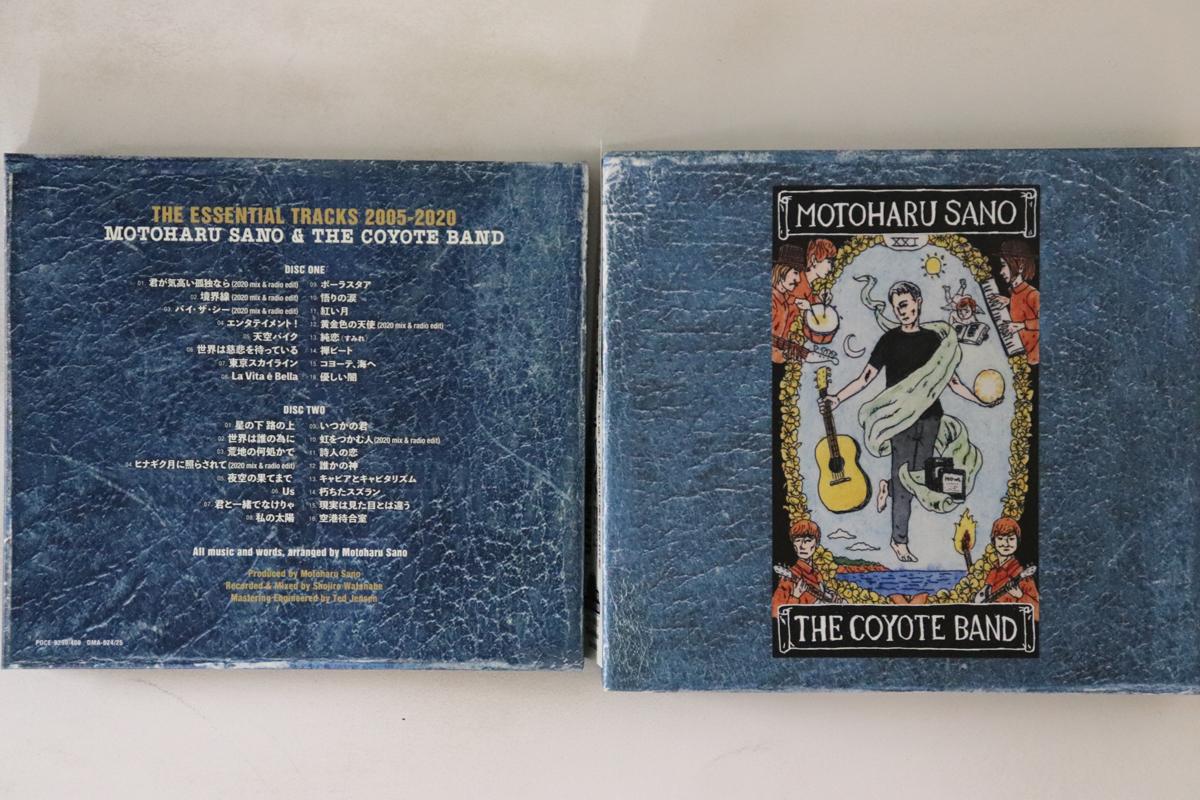 THE ESSENTIAL TRACKS 2005-2020
MOTOHARU SANO & THE COYOTE BAND
DISC ONE
01. 君が気高い孤独なら (2020 mix & radio edit)
02. 境界線 (2020 mix & radio edit)
03. バイ・ザ・シー (2020 mix & radio edit)
04. エンタテイメント!
05. 天空バイク
06. 世界は慈悲を待っている
07. 東京スカイライン
08. La Vita è Bella
09. ポーラスタア
10. 悟りの涙
11. 紅い月
12. 黄金色の天使 (2020 mix & radio edit)
13. 純恋 (すみれ)
14. 禅ビート
15. コヨーテ、海へ
16. 優しい闇
DISC TWO
01. 星の下 路の上
02. 世界は誰の為に
03. 荒地の何処かで
04. ヒナギク月に照らされて (2020 mix & radio edit)
05. 夜空の果てまで
06. Us
07. 君と一緒でなけりゃ
08. 私の太陽
09. いつかの君
10. 虹をつかむ人 (2020 mix & radio edit)
11. 詩人の恋
12. 誰かの神
13. キャビアとキャピタリズム
14. 朽ちたスズラン
15. 現実は見た目とは違う
16. 空港待合室
All music and words, arranged by Motoharu Sano
Produced by Motoharu Sano
Recorded & Mixed by Shojiro Watanabe
Mastering Engineered by Ted Jensen
MOTOHARU SANO
XXI
THE COYOTE BAND